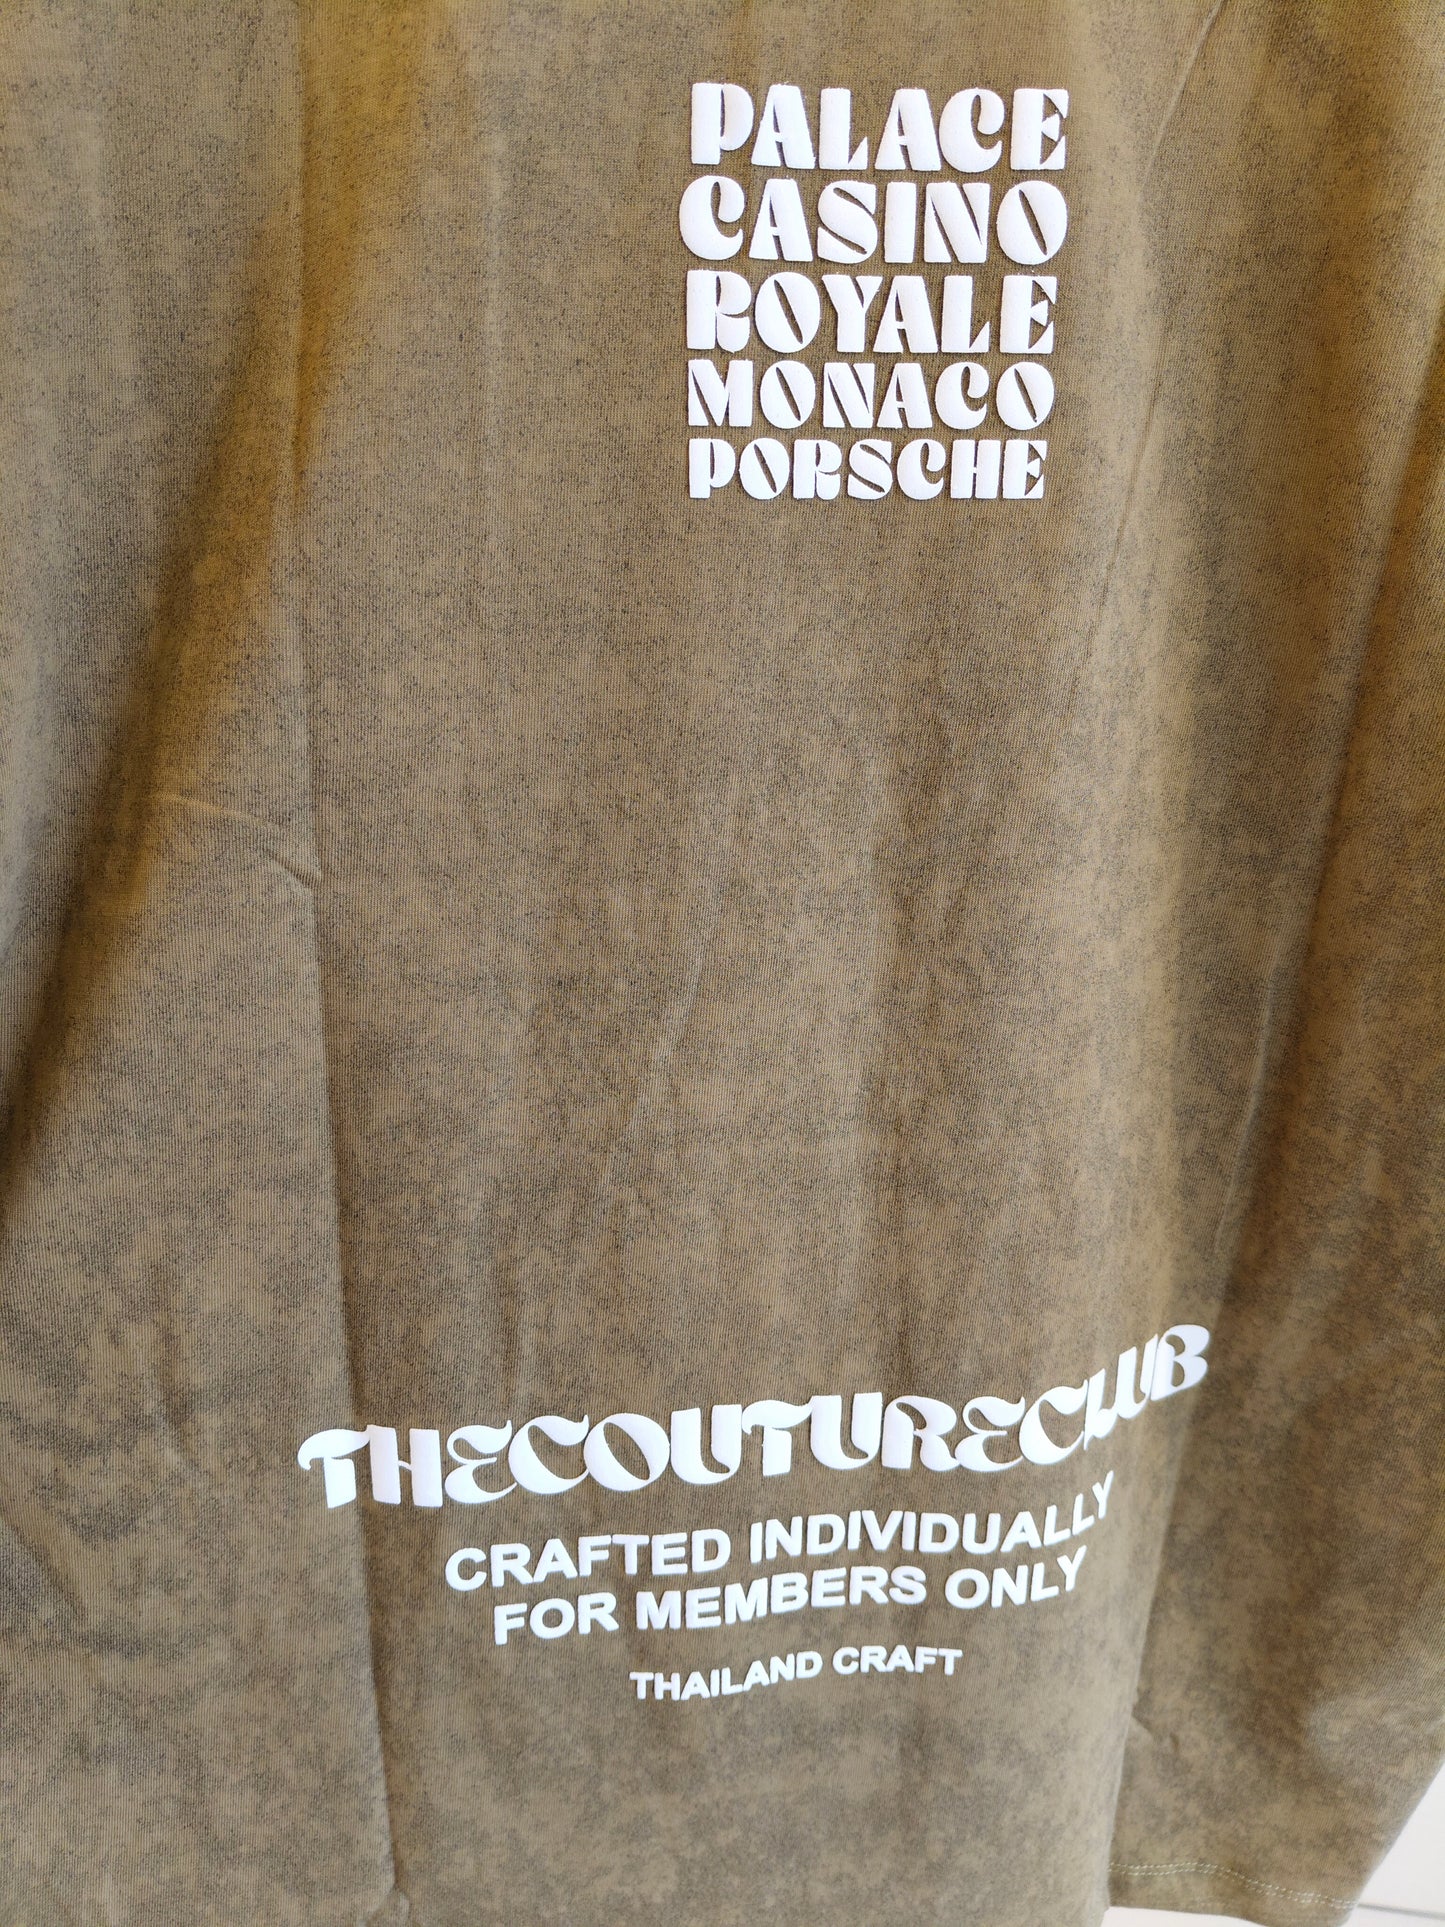 PALACE
CASINO
ROYALE
MONACO
PORSCHE
THECOUTURECLUB
CRAFTED INDIVIDUALLY
FOR MEMBERS ONLY
THAILAND CRAFT